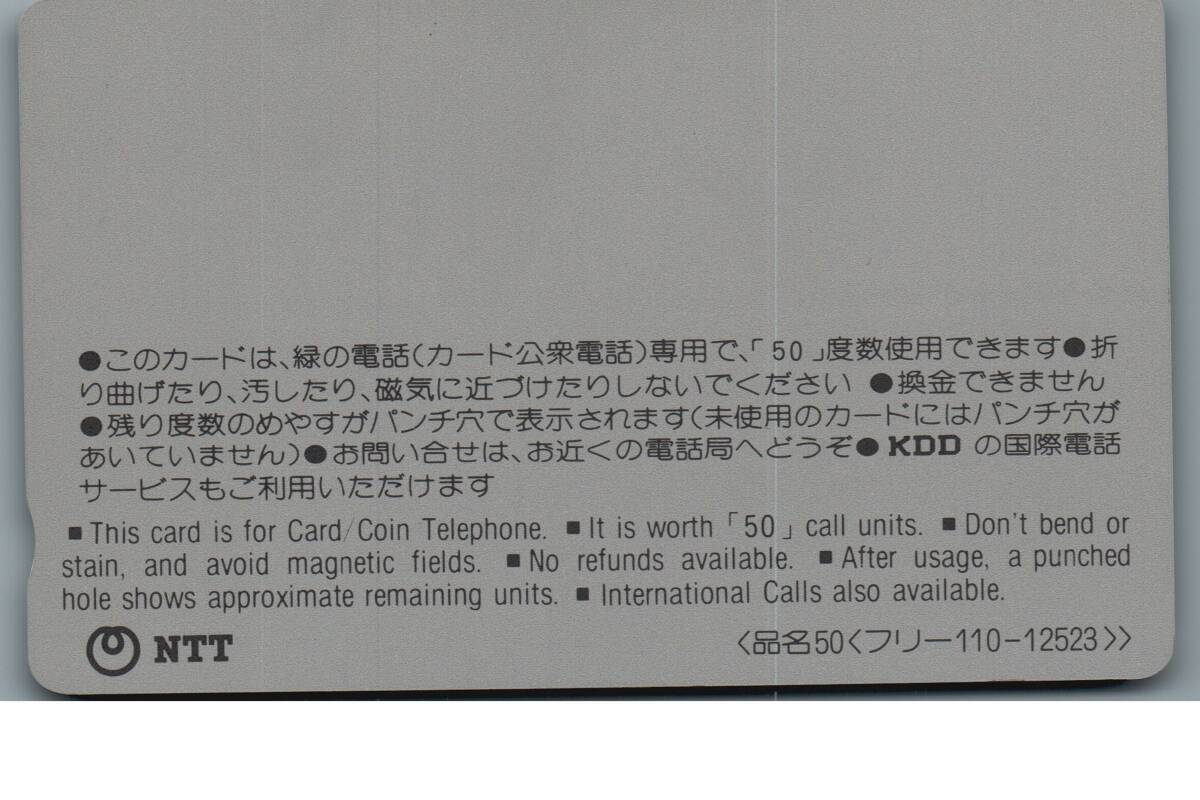 ●このカードは、緑の電話(カード公衆電話)専用で、「50」度数使用できます●折
り曲げたり、汚したり、磁気に近づけたりしないでください ●換金できません
●残り度数のめやすがパンチ穴で表示されます(未使用のカードにはパンチ穴が
あいていません)●お問い合せは、お近くの電話局へどうぞ● KDD の国際電話
サービスもご利用いただけます
■ This card is for Card/Coin Telephone. ■ It is worth「50」call units. ■ Don't bend or
stain, and avoid magnetic fields. ■ No refunds available. ■ After usage, a punched
hole shows approximate remaining units. ■ International Calls also available.
NTT
〈品名50〈フリー110-12523〉〉